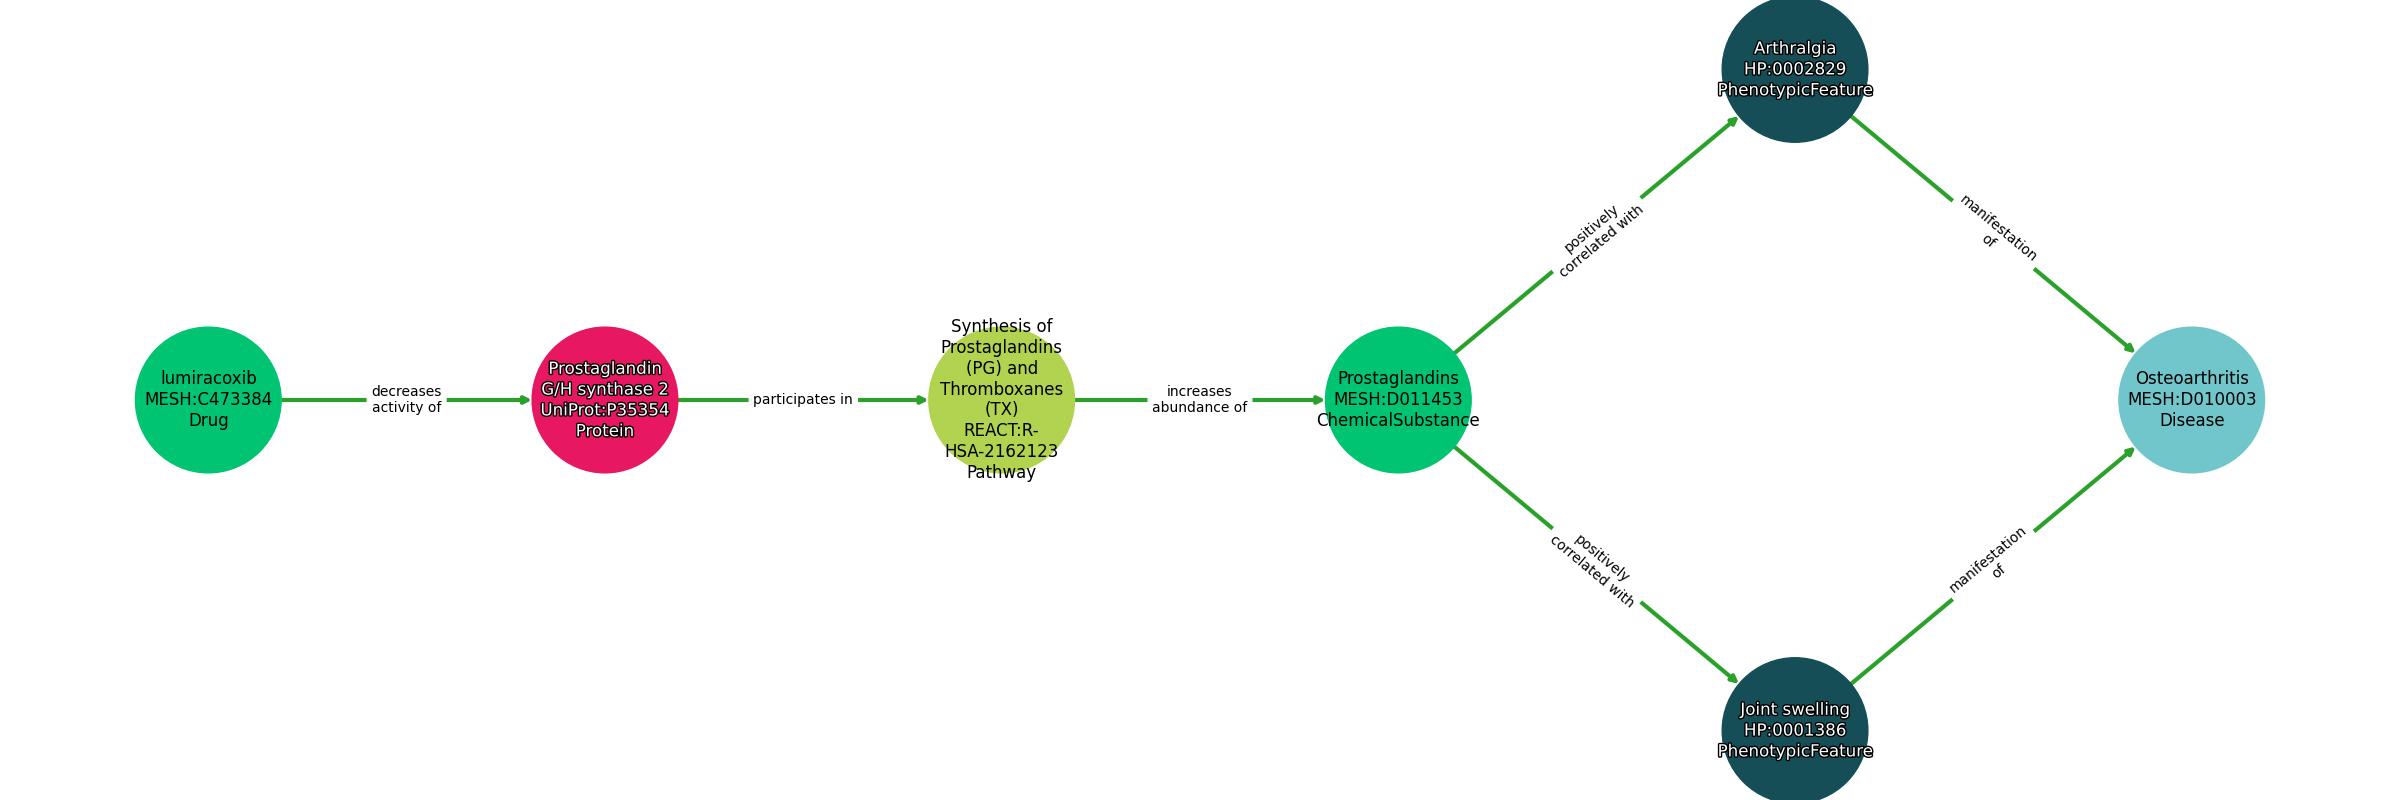 lumiracoxib
MESH:C473384
Drug
decreases
activity of
Prostaglandin
G/H synthase 2
UniProt:P35354
Protein
participates in
Synthesis of
Prostaglandins
(PG) and
Thromboxanes
(TX)
REACT:R-
HSA-2162123
Pathway
increases
abundance of
Prostaglandins
MESH:D011453
ChemicalSubstance
positively
correlated with
Arthralgia
HP:0002829
PhenotypicFeature
manifestation
of
positively
correlated with
Joint swelling
HP:0001386
PhenotypicFeature
manifestation
of
Osteoarthritis
MESH:D010003
Disease